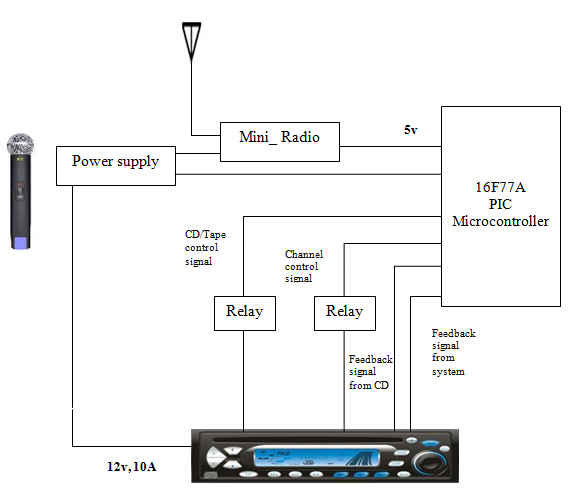 Mini_ Radio
5v
Power supply
16F77A
PIC
Microcontroller
CD/Tape
control
signal
Channel
control
signal
Relay
Relay
Feedback
signal
from CD
Feedback
signal
from
system
12v,10A